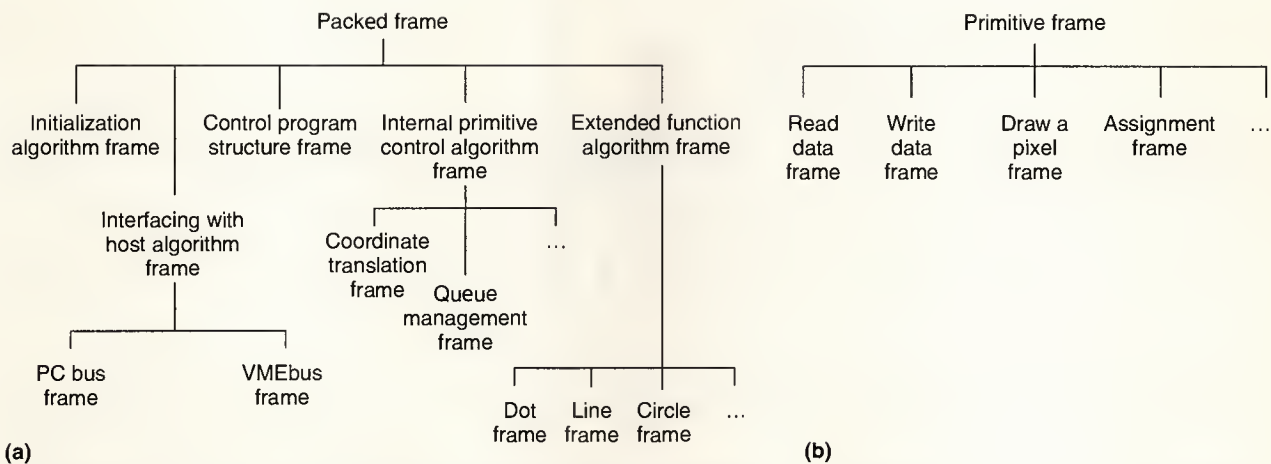 Packed frame
Initialization
algorithm frame
Interfacing with
host algorithm
frame
PC bus
frame
VMEbus
frame
Control program
structure frame
Internal primitive
control algorithm
frame
Coordinate
translation
frame
Queue
management
frame
...
Extended function
algorithm frame
Dot
frame
Line
frame
Circle
frame
...
(a)
Primitive frame
Read
data
frame
Write
data
frame
Draw a
pixel
frame
Assignment
frame
...
(b)